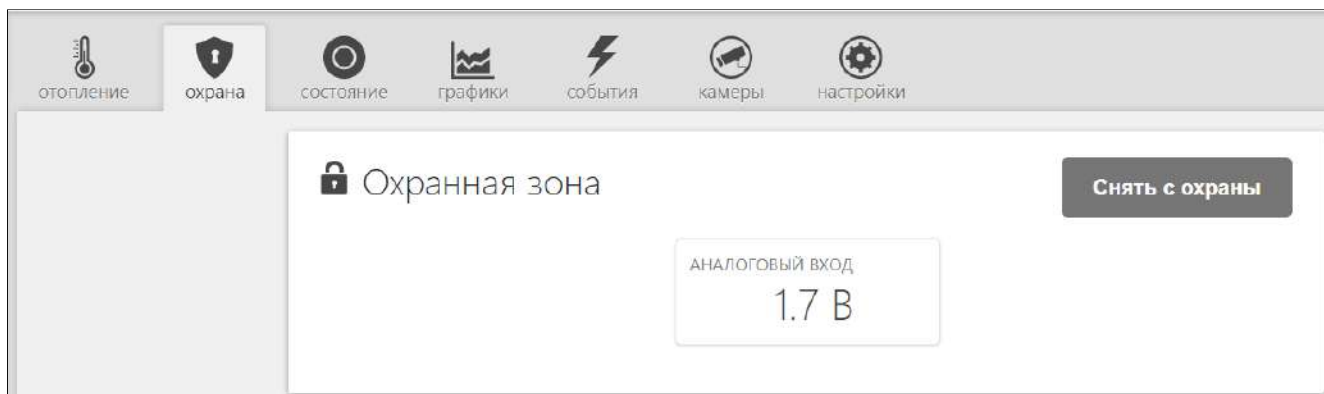 отопление охрана состояние графики события камеры настройки
Охранная зона Снять с охраны
АНАЛОГОВЫЙ ВХОД
1.7 В